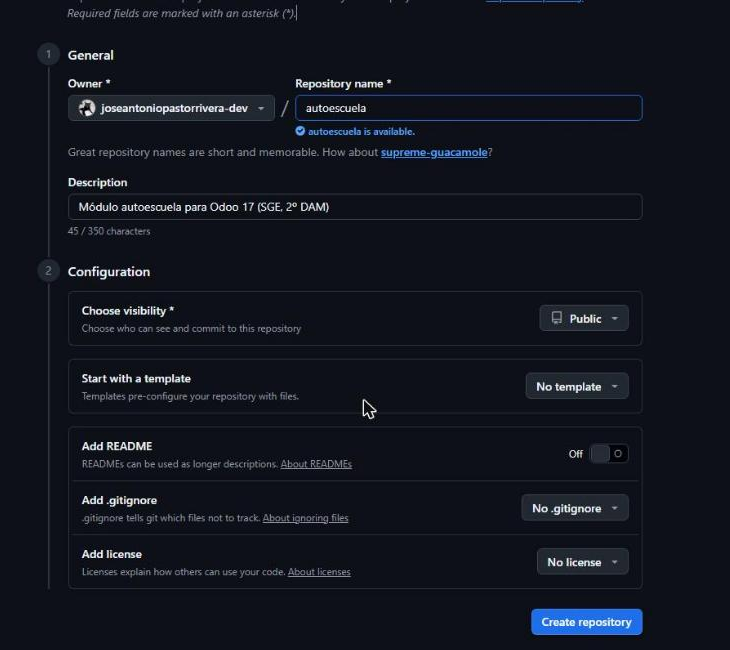 Required fields are marked with an asterisk (*).
1 General
Owner * Repository name *
joseantoniopastorrivera-dev / autoescuela
autoescuela is available.
Great repository names are short and memorable. How about supreme-guacamole?
Description
Módulo autoescuela para Odoo 17 (SGE, 2º DAM)
45 / 350 characters
2 Configuration
Choose visibility *
Choose who can see and commit to this repository
Public
Start with a template
Templates pre-configure your repository with files.
No template
Add README
READMEs can be used as longer descriptions. About READMEs
Off
Add .gitignore
.gitignore tells git which files not to track. About ignoring files
No .gitignore
Add license
Licenses explain how others can use your code. About licenses
No license
Create repository